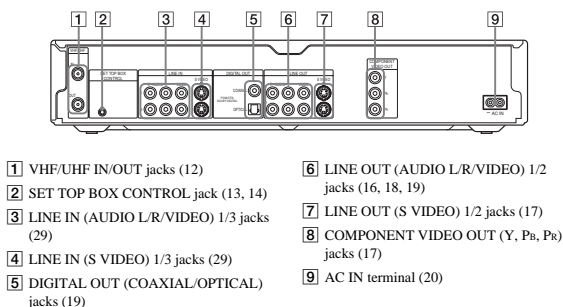 1 2 3 4 5 6 7 8 9
VHF/UHF
IN
OUT
SET TOP BOX
CONTROL
LINE IN
S VIDEO
DIGITAL OUT
COAXIAL
OPTICAL
LINE OUT
S VIDEO
COMPONENT
VIDEO OUT
Y
PB
PR
~ AC IN
1 VHF/UHF IN/OUT jacks (12)
2 SET TOP BOX CONTROL jack (13, 14)
3 LINE IN (AUDIO L/R/VIDEO) 1/3 jacks
(29)
4 LINE IN (S VIDEO) 1/3 jacks (29)
5 DIGITAL OUT (COAXIAL/OPTICAL)
jacks (19)
6 LINE OUT (AUDIO L/R/VIDEO) 1/2
jacks (16, 18, 19)
7 LINE OUT (S VIDEO) 1/2 jacks (17)
8 COMPONENT VIDEO OUT (Y, PB, PR)
jacks (17)
9 AC IN terminal (20)